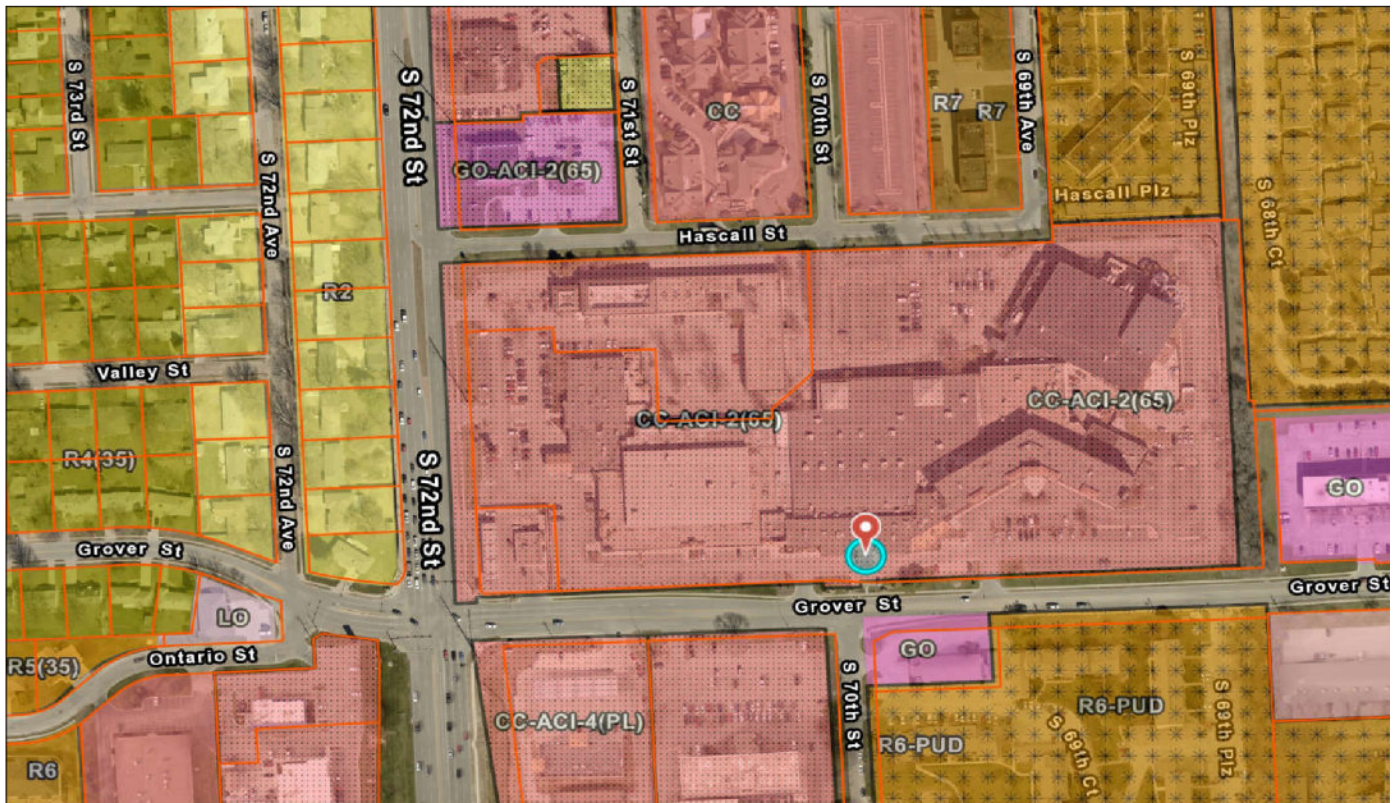 S 73rd St
S 72nd Ave
S 72nd St
S 71st St
CC
S 70th St
R7
R7
S 69th Ave
S 69th Plz
GO-ACI-2(65)
Hascall Plz
Hascall St
S 68th Ct
R2
Valley St
CC-ACI-2(65)
CC-ACI-2(65)
R4(35)
S 72nd Ave
S 72nd St
GO
Grover St
Grover St
Grover St
LO
Ontario St
R5(35)
GO
S 70th St
CC-ACI-4(PL)
R6-PUD
R6-PUD
S 69th Ct
S 69th Plz
R6